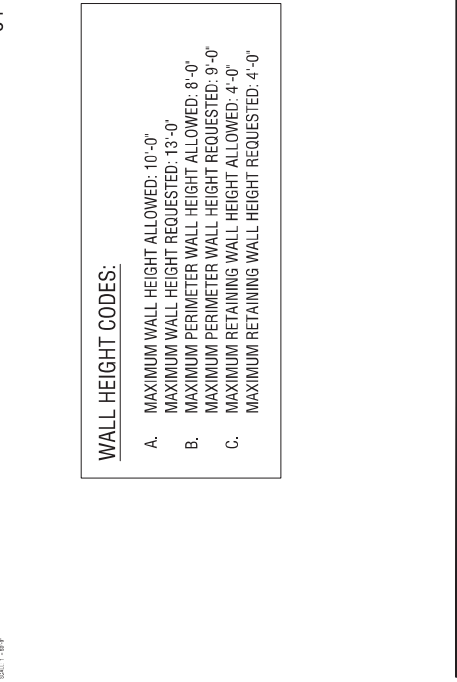 WALL HEIGHT CODES:
A. MAXIMUM WALL HEIGHT ALLOWED: 10'-0"
MAXIMUM WALL HEIGHT REQUESTED: 13'-0"
B. MAXIMUM PERIMETER WALL HEIGHT ALLOWED: 8'-0"
MAXIMUM PERIMETER WALL HEIGHT REQUESTED: 9'-0"
C. MAXIMUM RETAINING WALL HEIGHT ALLOWED: 4'-0"
MAXIMUM RETAINING WALL HEIGHT REQUESTED: 4'-0"